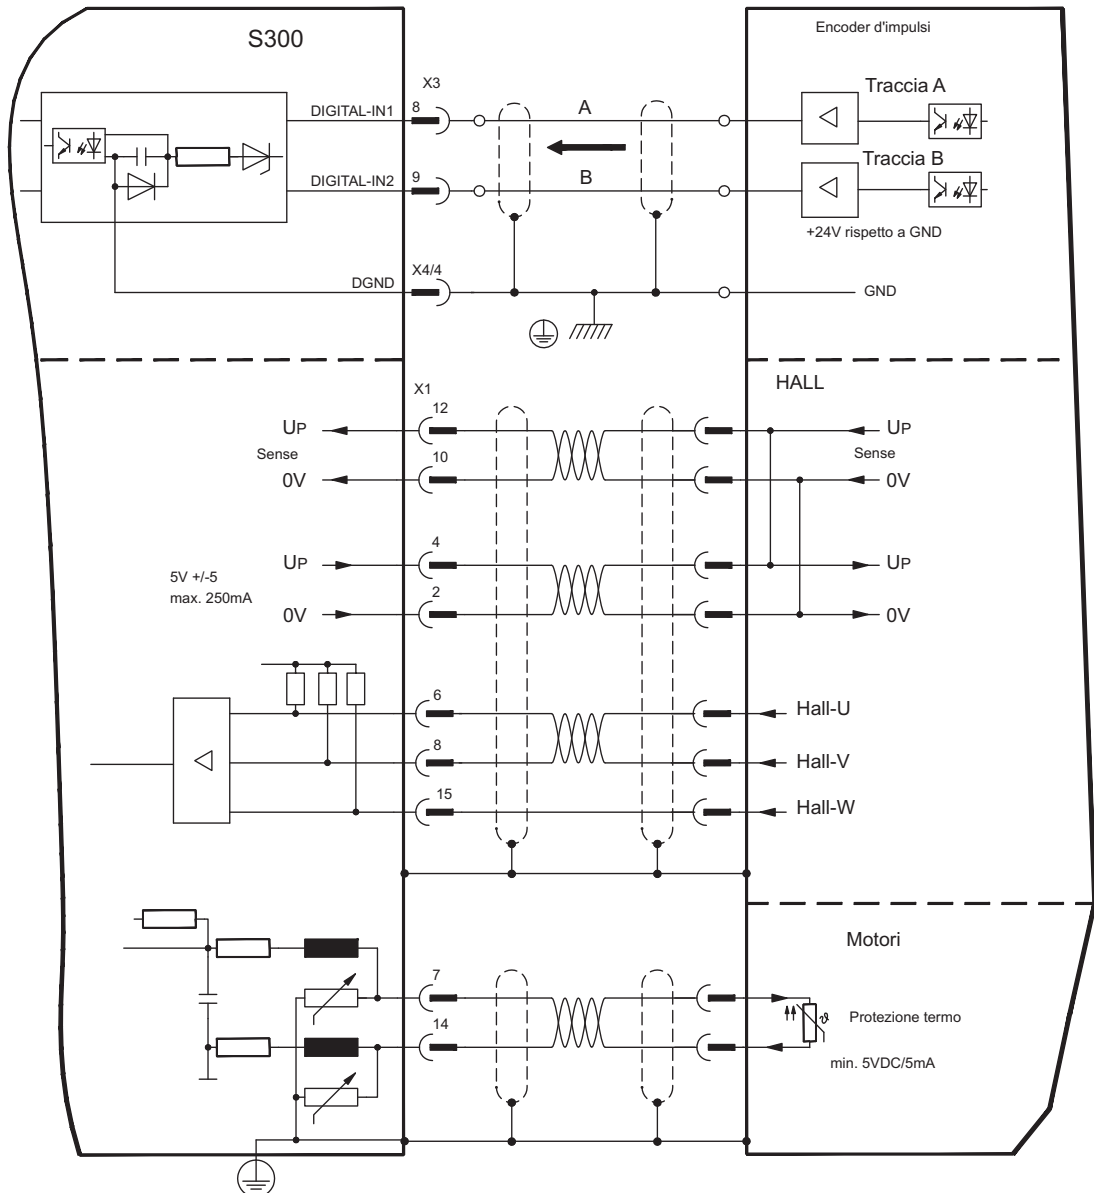 S300
Encoder d'impulsi
X3
DIGITAL-IN1
8
A
Traccia A
DIGITAL-IN2
9
B
Traccia B
+24V rispetto a GND
DGND
X4/4
GND
X1
HALL
UP
12
UP
Sense
Sense
0V
10
0V
UP
4
UP
5V +/-5
max. 250mA
0V
2
0V
6
Hall-U
8
Hall-V
15
Hall-W
Motori
7
ϑ
Protezione termo
14
min. 5VDC/5mA